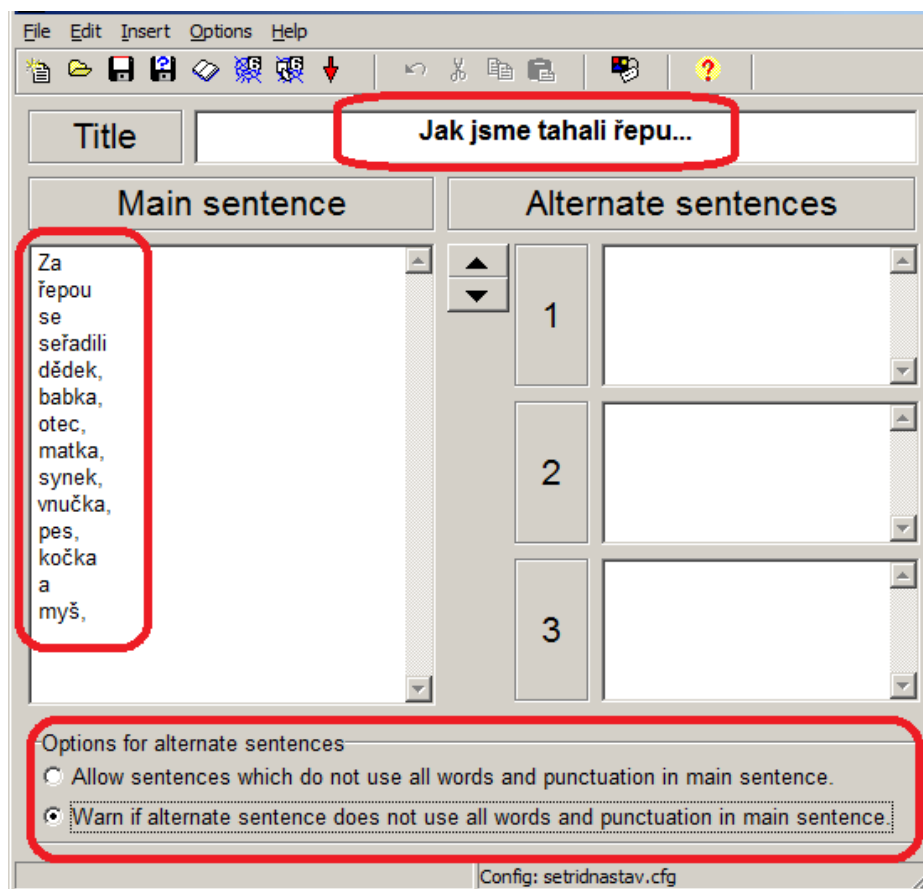 File Edit Insert Options Help
Title
Jak jsme tahali řepu...
Main sentence
Alternate sentences
Za
řepou
se
seřadili
dědek,
babka,
otec,
matka,
synek,
vnučka,
pes,
kočka
a
myš,
1
2
3
Options for alternate sentences
Allow sentences which do not use all words and punctuation in main sentence.
Warn if alternate sentence does not use all words and punctuation in main sentence.
Config: setridnastav.cfg